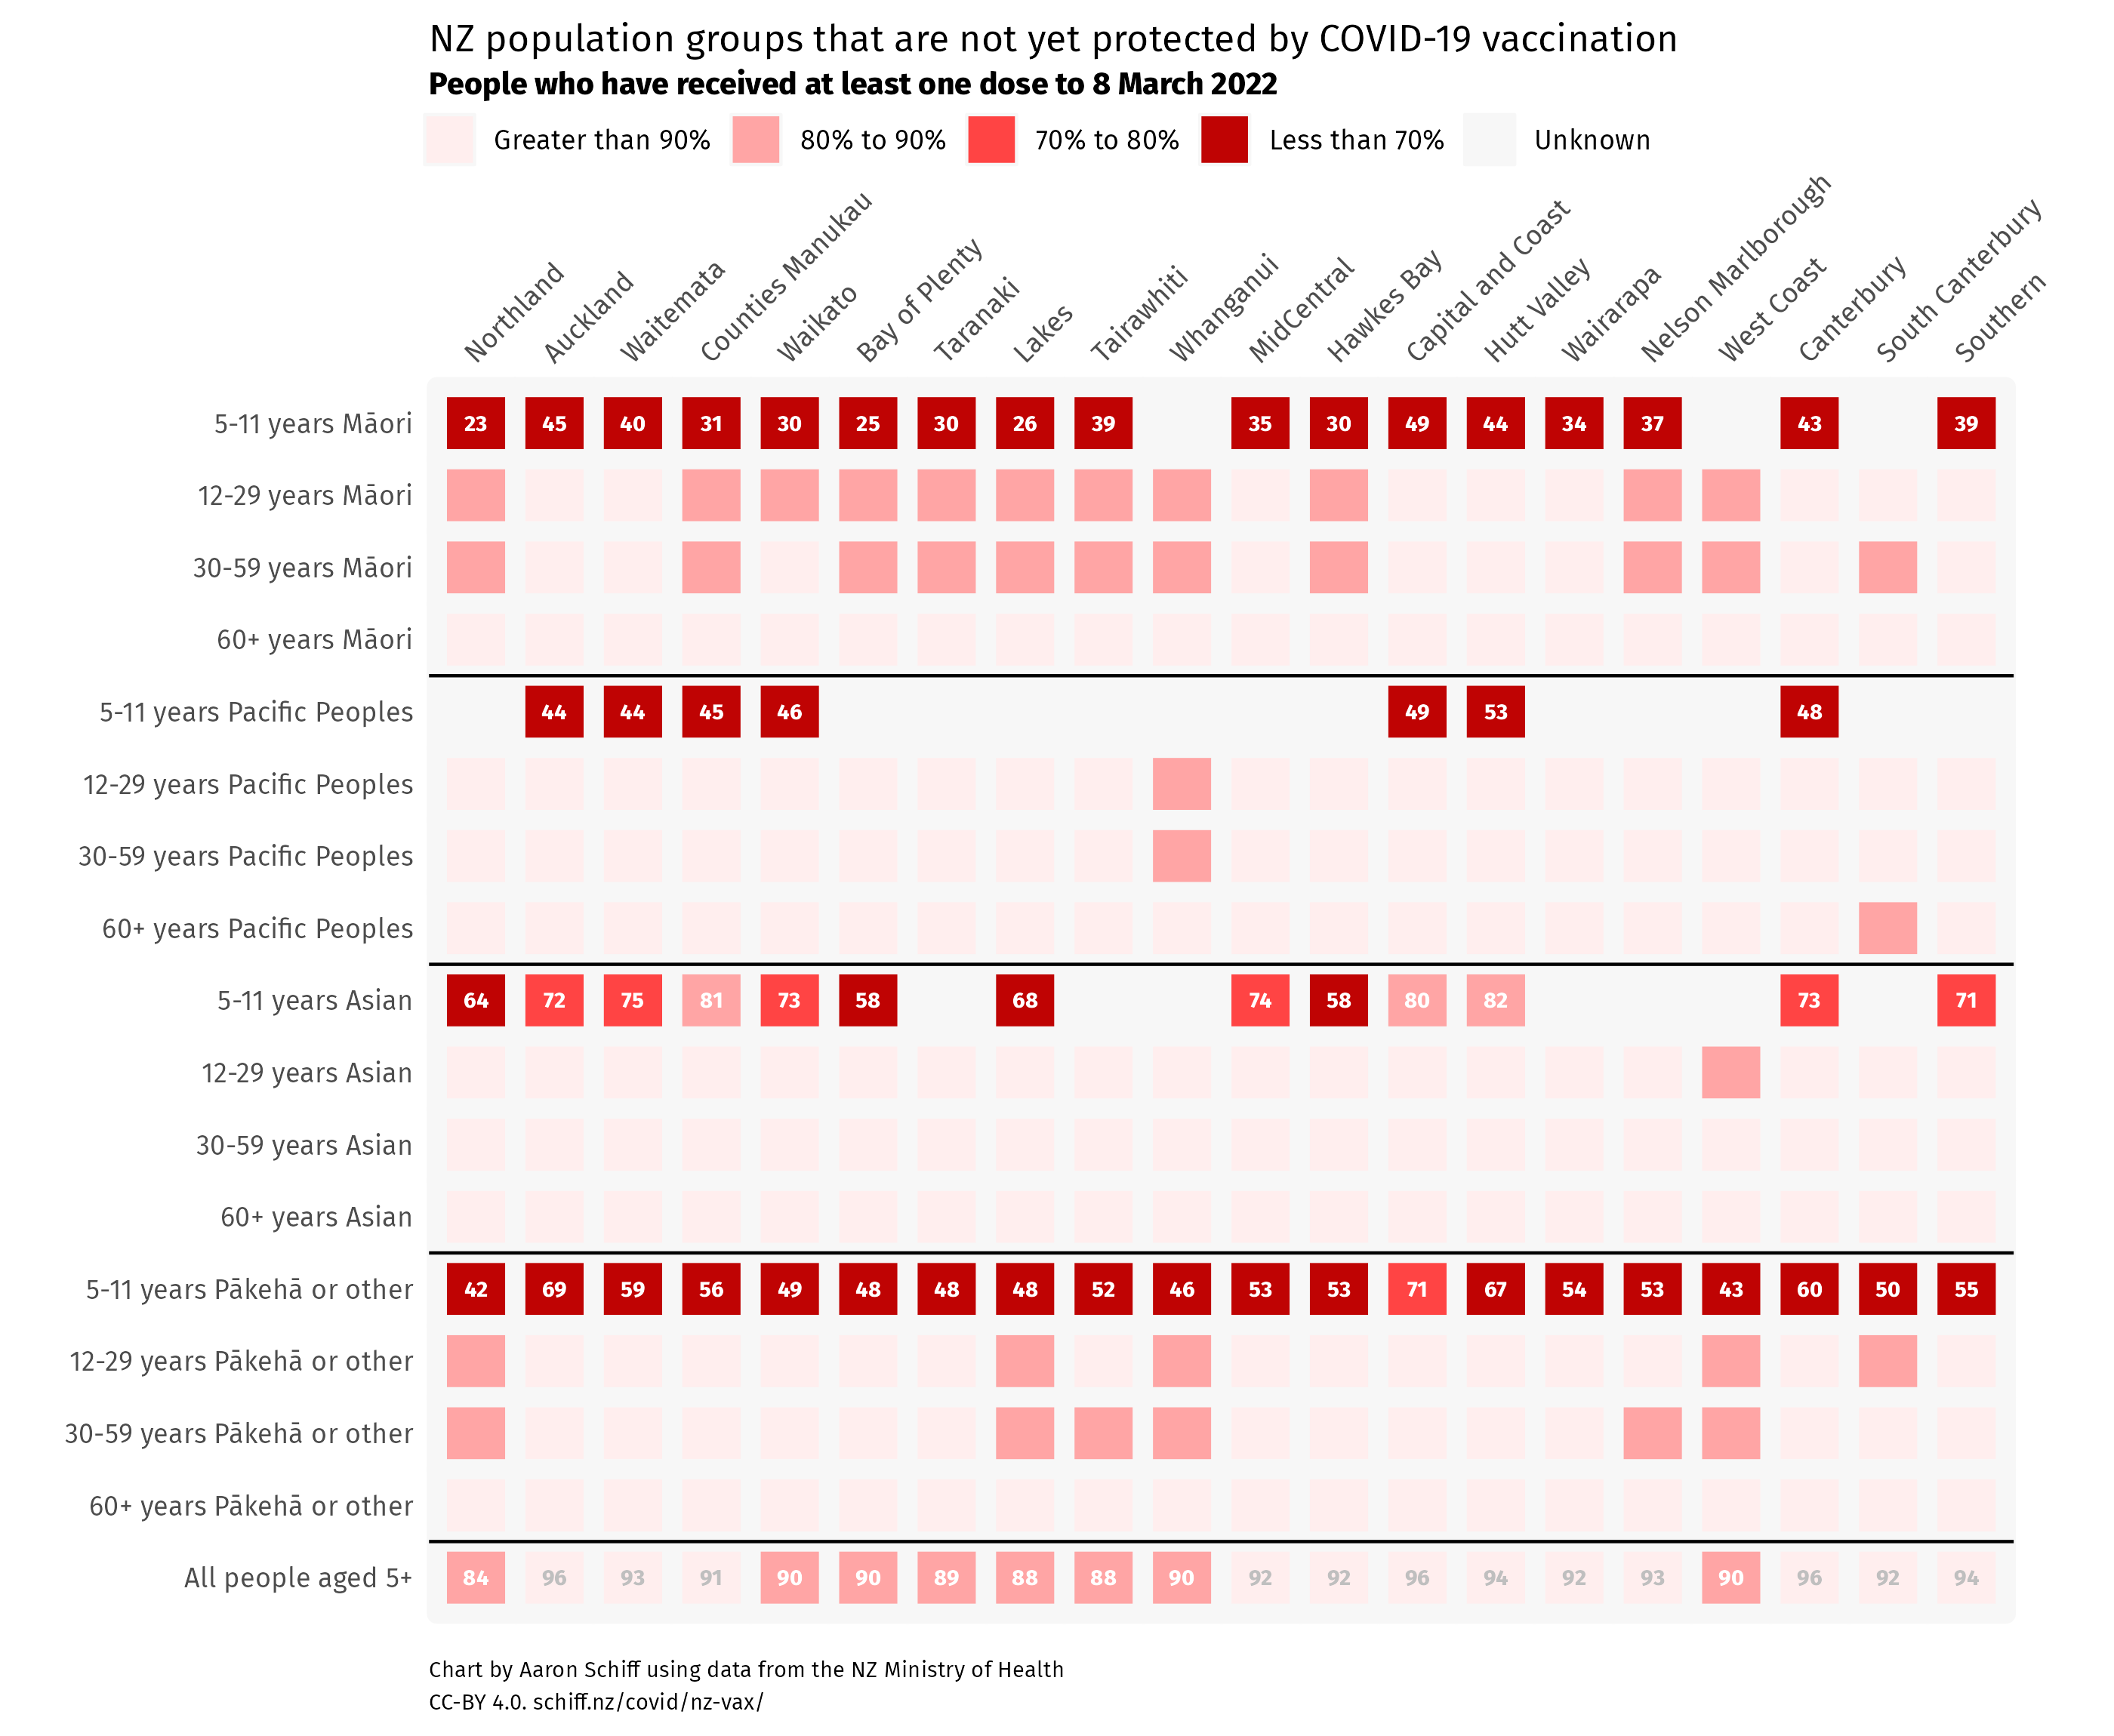 NZ population groups that are not yet protected by COVID-19 vaccination
People who have received at least one dose to 8 March 2022
Greater than 90% 80% to 90% 70% to 80% Less than 70% Unknown
Northland Auckland Waitemata Counties Manukau Waikato Bay of Plenty Taranaki Lakes Tairawhiti Whanganui MidCentral Hawkes Bay Capital and Coast Hutt Valley Wairarapa Nelson Marlborough West Coast Canterbury South Canterbury Southern
5-11 years Māori 23 45 40 31 30 25 30 26 39 35 30 49 44 34 37 43 39
12-29 years Māori
30-59 years Māori
60+ years Māori
5-11 years Pacific Peoples 44 44 45 46 49 53 48
12-29 years Pacific Peoples
30-59 years Pacific Peoples
60+ years Pacific Peoples
5-11 years Asian 64 72 75 81 73 58 68 74 58 80 82 73 71
12-29 years Asian
30-59 years Asian
60+ years Asian
5-11 years Pākehā or other 42 69 59 56 49 48 48 48 52 46 53 53 71 67 54 53 43 60 50 55
12-29 years Pākehā or other
30-59 years Pākehā or other
60+ years Pākehā or other
All people aged 5+ 84 96 93 91 90 90 89 88 88 90 92 92 96 94 92 93 90 96 92 94
Chart by Aaron Schiff using data from the NZ Ministry of Health
CC-BY 4.0. schiff.nz/covid/nz-vax/